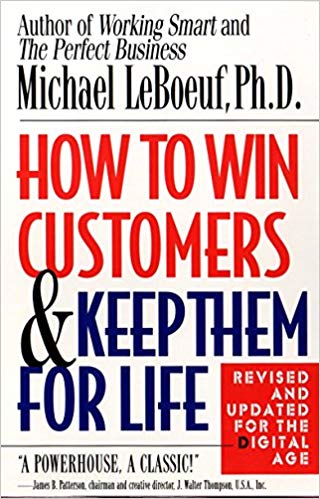 Author of Working Smart and
The Perfect Business
Michael LeBoeuf, Ph.D.
HOW TO WIN
CUSTOMERS
& KEEP THEM
FOR LIFE
REVISED
AND
UPDATED
FOR THE
DIGITAL
AGE
"A POWERHOUSE, A CLASSIC!"
—James B. Patterson, chairman and creative director, J. Walter Thompson, U.S.A., Inc.